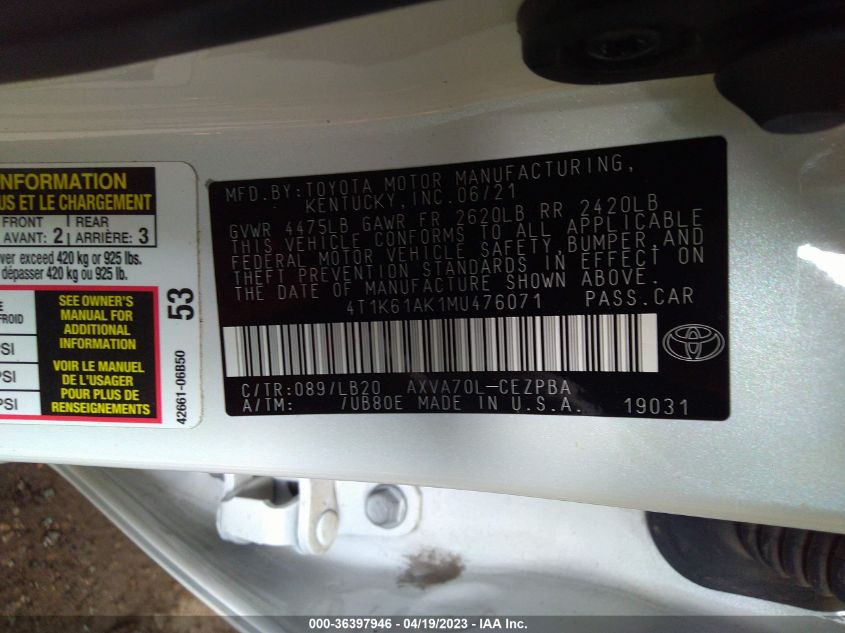 NFORMATION
US ET LE CHARGEMENT
FRONT REAR
AVANT: 2 ARRIÈRE: 3
ver exceed 420 kg or 925 lbs.
dépasser 420 kg ou 925 lb.
SEE OWNER'S
MANUAL FOR
ADDITIONAL
INFORMATION
VOIR LE MANUEL
DE L'USAGER
POUR PLUS DE
RENSEIGNEMENTS
E
FROID
PSI
PSI
PSI
53
42661-06B50
MFD.BY:TOYOTA MOTOR MANUFACTURING,
KENTUCKY,INC.06/21
GVWR 4475LB GAWR FR 2620LB RR 2420LB
THIS VEHICLE CONFORMS TO ALL APPLICABLE
FEDERAL MOTOR VEHICLE SAFETY, BUMPER, AND
THEFT PREVENTION STANDARDS IN EFFECT ON
THE DATE OF MANUFACTURE SHOWN ABOVE.
4T1K61AK1MU476071 PASS.CAR
C/TR:089/LB20 AXVA70L-CEZPBA
A/TM: /UB80E MADE IN U.S.A. 19031
000-36397946 - 04/19/2023 - IAA Inc.